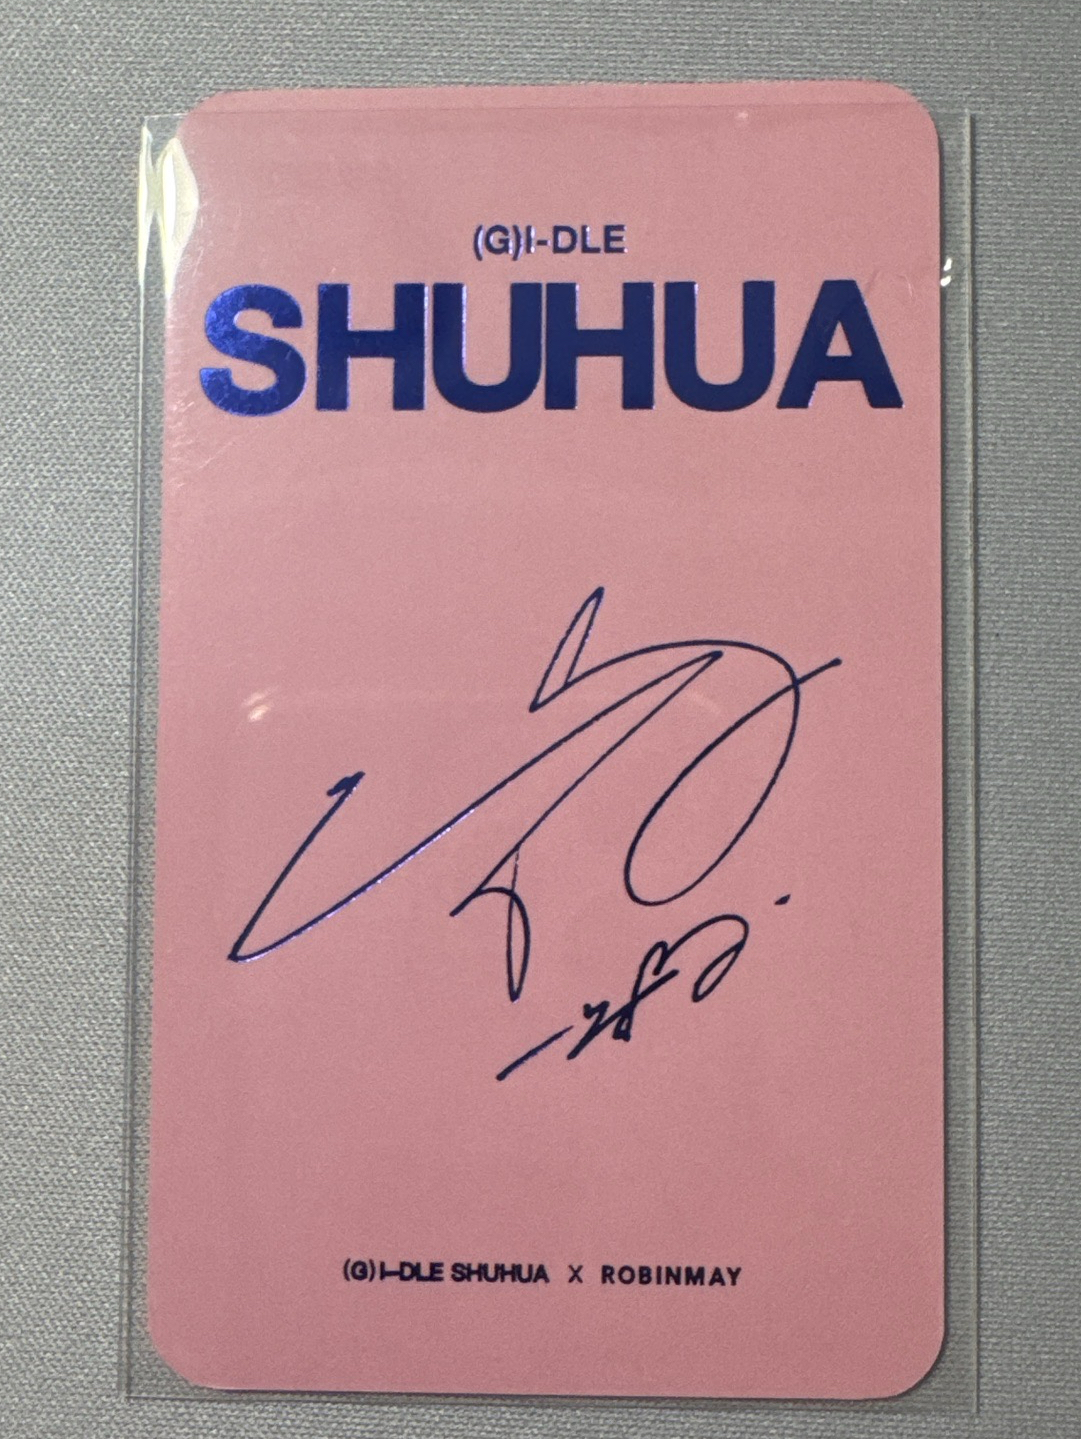 (G)I-DLE
SHUHUA
(G)I-DLE SHUHUA X ROBINMAY